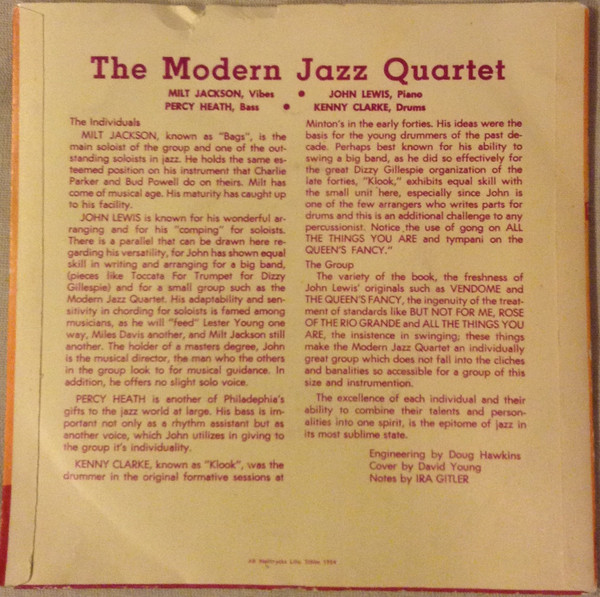 The Modern Jazz Quartet
MILT JACKSON, Vibes ● JOHN LEWIS, Piano
PERCY HEATH, Bass ● KENNY CLARKE, Drums
The Individuals
MILT JACKSON, known as "Bags", is the
main soloist of the group and one of the out-
standing soloists in jazz. He holds the same es-
teemed position on his instrument that Charlie
Parker and Bud Powell do on theirs. Milt has
come of musical age. His maturity has caught up
to his facility.
JOHN LEWIS is known for his wonderful ar-
ranging and for his "comping" for soloists.
There is a parallel that can be drawn here re-
garding his versatility, for John has shown equal
skill in writing and arranging for a big band,
(pieces like Toccata For Trumpet for Dizzy
Gillespie) and for a small group such as the
Modern Jazz Quartet. His adaptability and sen-
sitivity in chording for soloists is famed among
musicians, as he will "feed" Lester Young one
way, Miles Davis another, and Milt Jackson still
another. The holder of a masters degree, John
is the musical director, the man who the others
in the group look to for musical guidance. In
addition, he offers no slight solo voice.
PERCY HEATH is another of Philadephia's
gifts to the jazz world at large. His bass is im-
portant not only as a rhythm assistant but as
another voice, which John utilizes in giving to
the group it's individuality.
KENNY CLARKE, known as "Klook", was the
drummer in the original formative sessions at
Minton's in the early forties. His ideas were the
basis for the young drummers of the past de-
cade. Perhaps best known for his ability to
swing a big band, as he did so effectively for
the great Dizzy Gillespie organization of the
late forties, "Klook," exhibits equal skill with
the small unit here, especially since John is
one of the few arrangers who writes parts for
drums and this is an additional challenge to any
percussionist. Notice the use of gong on ALL
THE THINGS YOU ARE and tympani on the
QUEEN'S FANCY."
The Group
The variety of the book, the freshness of
John Lewis' originals such as VENDOME and
THE QUEEN'S FANCY, the ingenuity of the treat-
ment of standards like BUT NOT FOR ME, ROSE
OF THE RIO GRANDE and ALL THE THINGS YOU
ARE, the insistence in swinging; these things
make the Modern Jazz Quartet an individually
great group which does not fall into the cliches
and banalities so accessible for a group of this
size and instrumention.
The excellence of each individual and their
ability to combine their talents and person-
alities into one spirit, is the epitome of jazz in
its most sublime state.
Engineering by Doug Hawkins
Cover by David Young
Notes by IRA GITLER